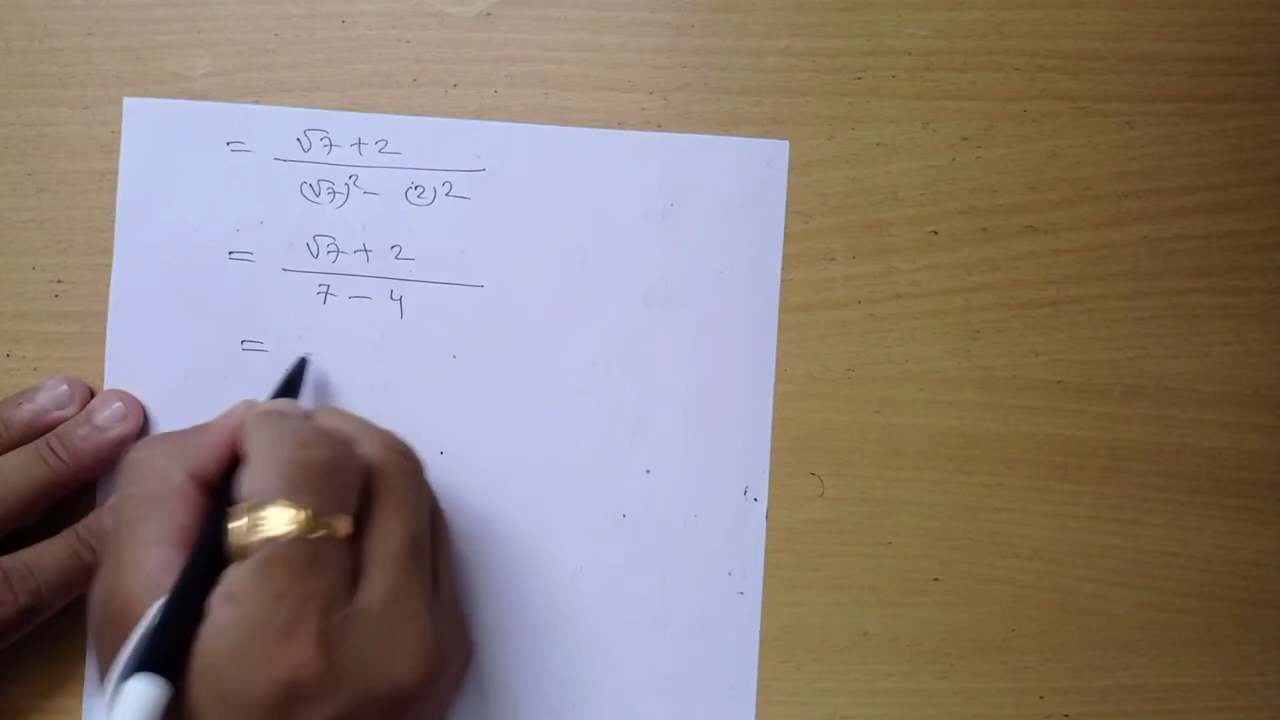 = √7 + 2
(√7)² - (2)²
= √7 + 2
7 - 4
=